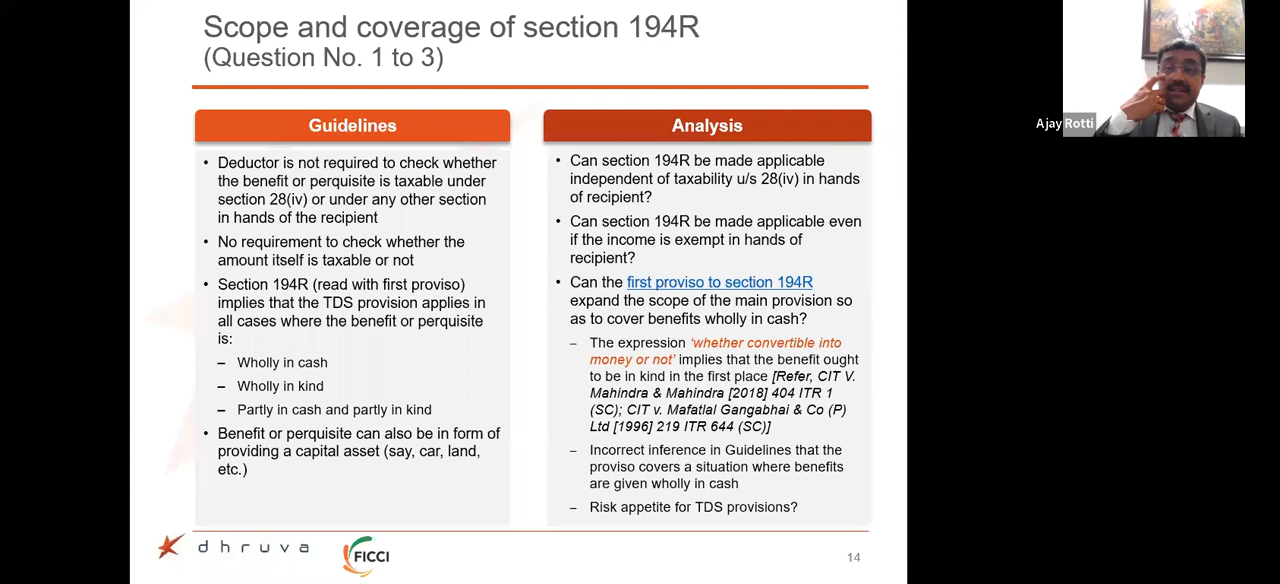 Scope and coverage of section 194R
(Question No. 1 to 3)
Guidelines
• Deductor is not required to check whether
the benefit or perquisite is taxable under
section 28(iv) or under any other section
in hands of the recipient
• No requirement to check whether the
amount itself is taxable or not
• Section 194R (read with first proviso)
implies that the TDS provision applies in
all cases where the benefit or perquisite
is:
– Wholly in cash
– Wholly in kind
– Partly in cash and partly in kind
• Benefit or perquisite can also be in form of
providing a capital asset (say, car, land,
etc.)
Analysis
• Can section 194R be made applicable
independent of taxability u/s 28(iv) in hands
of recipient?
• Can section 194R be made applicable even
if the income is exempt in hands of
recipient?
• Can the first proviso to section 194R
expand the scope of the main provision so
as to cover benefits wholly in cash?
– The expression ‘whether convertible into
money or not’ implies that the benefit ought
to be in kind in the first place [Refer, CIT V.
Mahindra & Mahindra [2018] 404 ITR 1
(SC); CIT v. Mafatlal Gangabhai & Co (P)
Ltd [1996] 219 ITR 644 (SC)]
– Incorrect inference in Guidelines that the
proviso covers a situation where benefits
are given wholly in cash
– Risk appetite for TDS provisions?
dhruva
FICCI
14
Ajay Rotti